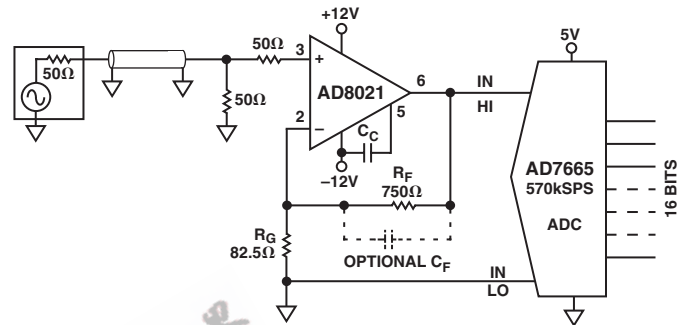 +12V
50Ω
50Ω
50Ω
3
+
AD8021
2
–
6
5
C_C
–12V
IN
HI
5V
AD7665
570kSPS
ADC
16 BITS
R_F
750Ω
R_G
82.5Ω
OPTIONAL C_F
IN
LO